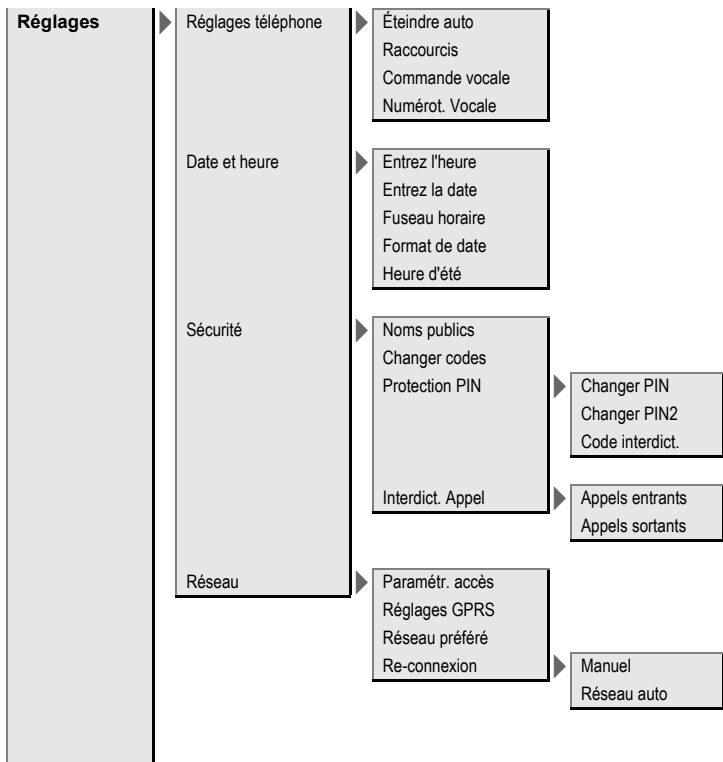 Réglages
Réglages téléphone
Éteindre auto
Raccourcis
Commande vocale
Numérot. Vocale
Date et heure
Entrez l'heure
Entrez la date
Fuseau horaire
Format de date
Heure d'été
Sécurité
Noms publics
Changer codes
Protection PIN
Changer PIN
Changer PIN2
Code interdict.
Interdict. Appel
Appels entrants
Appels sortants
Réseau
Paramétr. accès
Réglages GPRS
Réseau préféré
Re-connexion
Manuel
Réseau auto